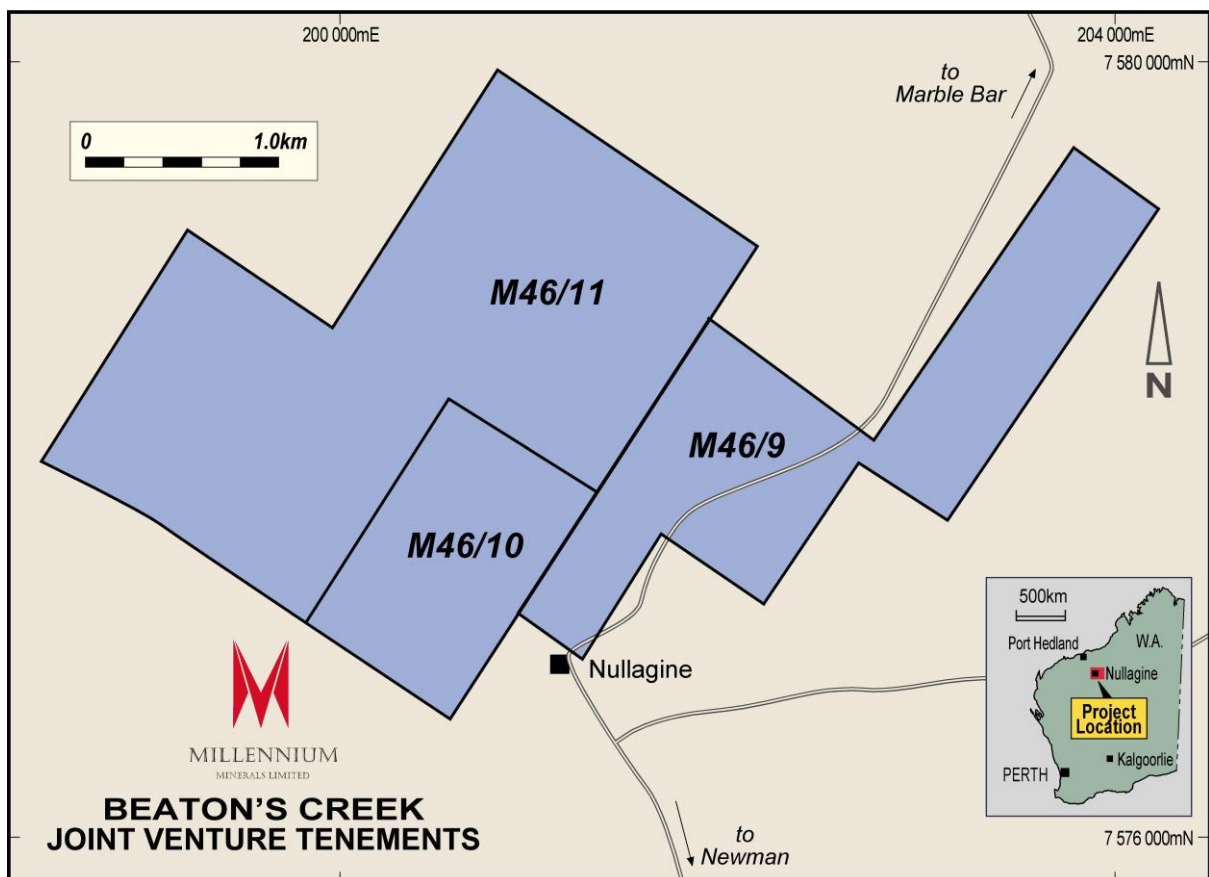 200 000mE
204 000mE
7 580 000mN
to
Marble Bar
0 1.0km
M46/11
M46/9
N
M46/10
500km
W.A.
Port Hedland
Nullagine
Project
Location
Kalgoorlie
PERTH
Nullagine
MILLENNIUM
MINERALS LIMITED
BEATON'S CREEK
JOINT VENTURE TENEMENTS
to
Newman
7 576 000mN